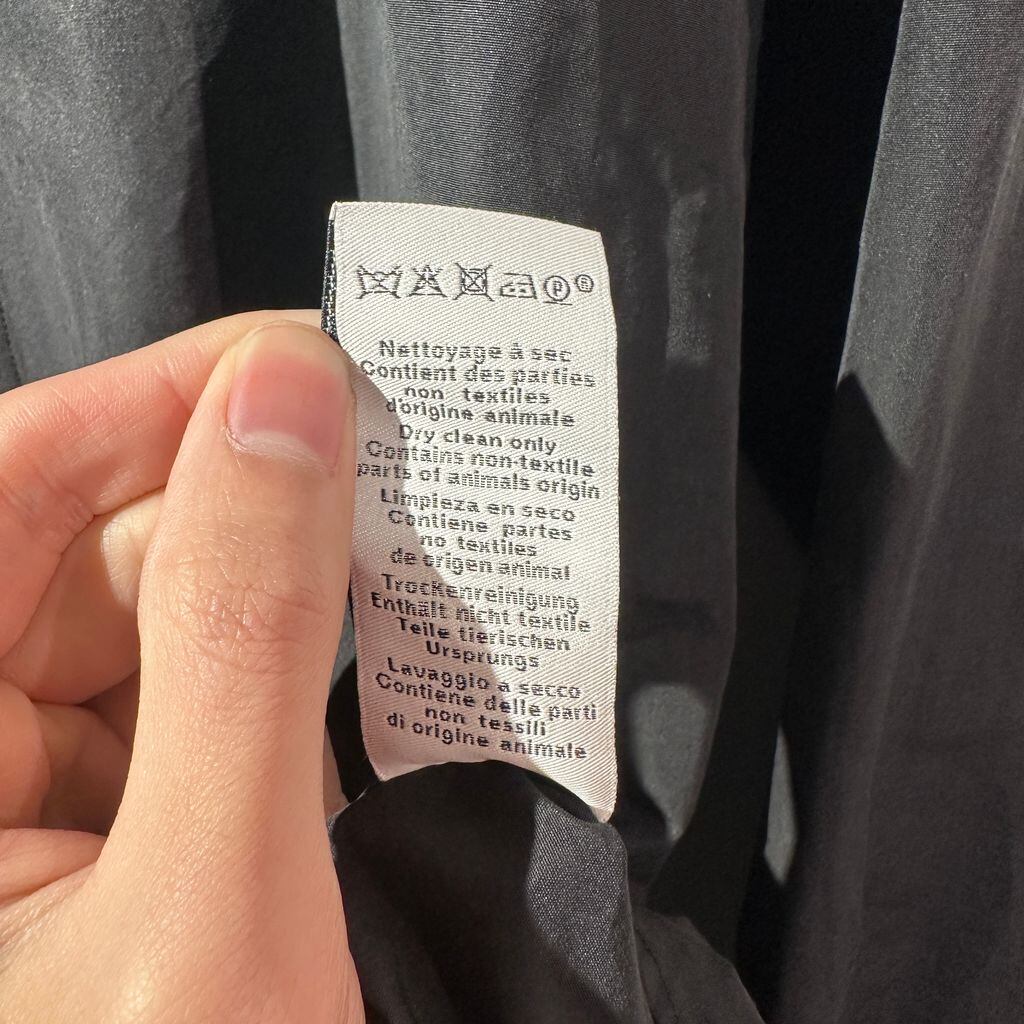 P
Nettoyage à sec
Contient des parties
non textiles
d'origine animale
Dry clean only
Contains non-textile
parts of animals origin
Limpieza en seco
Contiene partes
no textiles
de origen animal
Trockenreinigung
Enthält nicht textile
Teile tierischen
Ursprungs
Lavaggio a secco
Contiene delle parti
non tessili
di origine animale